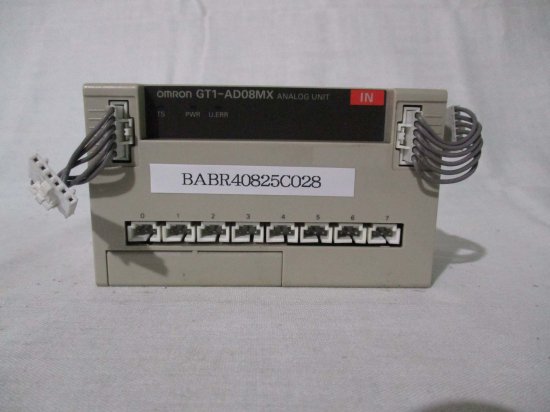 omron GT1-AD08MX ANALOG UNIT IN
TS PWR U.ERR
BABR40825C028
0 1 2 3 4 5 6 7